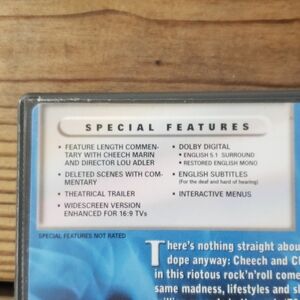 SPECIAL FEATURES
• FEATURE LENGTH COMMEN-
TARY WITH CHEECH MARIN
AND DIRECTOR LOU ADLER
• DELETED SCENES WITH COM-
MENTARY
• THEATRICAL TRAILER
• WIDESCREEN VERSION
ENHANCED FOR 16:9 TVs
• DOLBY DIGITAL
• ENGLISH 5.1 SURROUND
• RESTORED ENGLISH MONO
• ENGLISH SUBTITLES
(For the deaf and hard of hearing)
• INTERACTIVE MENUS
SPECIAL FEATURES NOT RATED
There's nothing straight about
dope anyway: Cheech and Ch
in this riotous rock'n'roll come
same madness, lifestyles and s